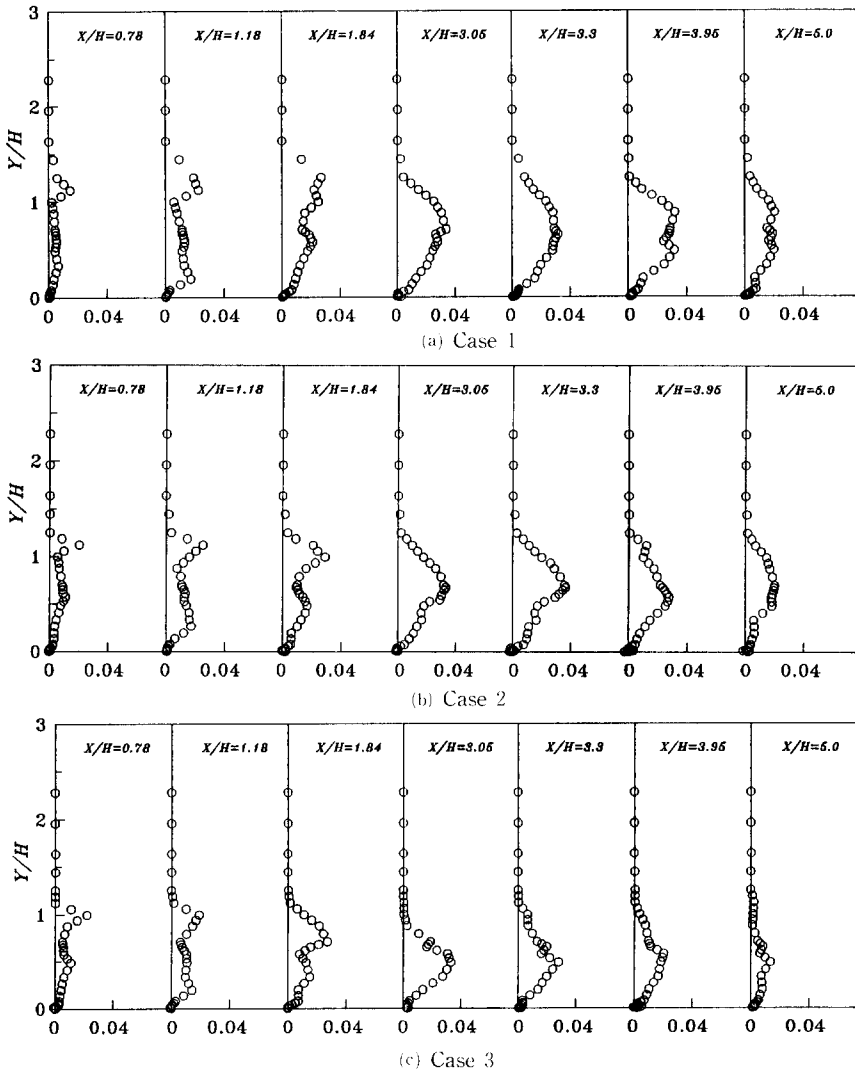 3
X/H=0.78 X/H=1.18 X/H=1.84 X/H=3.05 X/H=3.3 X/H=3.95 X/H=5.0
2
Y/H
1
0
0 0.04 0 0.04 0 0.04 0 0.04 0 0.04 0 0.04 0 0.04
(a) Case 1
3
X/H=0.78 X/H=1.18 X/H=1.84 X/H=3.05 X/H=3.3 X/H=3.95 X/H=5.0
2
Y/H
1
0
0 0.04 0 0.04 0 0.04 0 0.04 0 0.04 0 0.04 0 0.04
(b) Case 2
3
X/H=0.78 X/H=1.18 X/H=1.84 X/H=3.05 X/H=3.3 X/H=3.95 X/H=5.0
2
Y/H
1
0
0 0.04 0 0.04 0 0.04 0 0.04 0 0.04 0 0.04 0 0.04
(c) Case 3